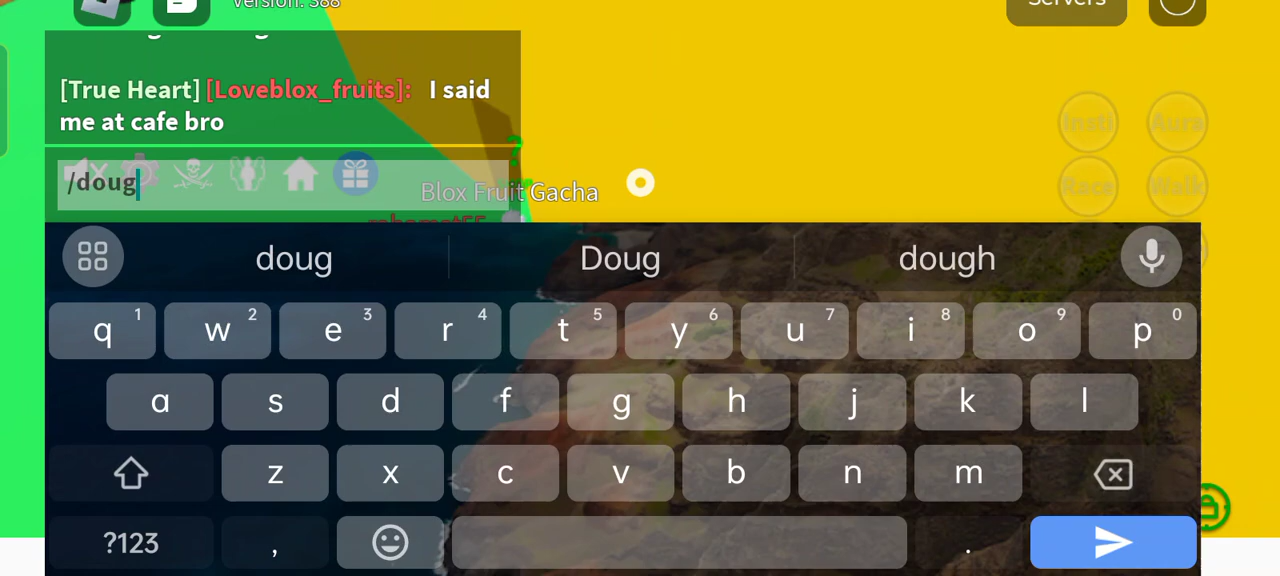 Version: 388
Servers
[True Heart] [Loveblox_fruits]: I said
me at cafe bro
Insti Aura
/doug
Race Walk
Blox Fruit Gacha
doug Doug dough
q 1 w 2 e 3 r 4 t 5 y 6 u 7 i 8 o 9 p 0
a s d f g h j k l
z x c v b n m
?123 , .